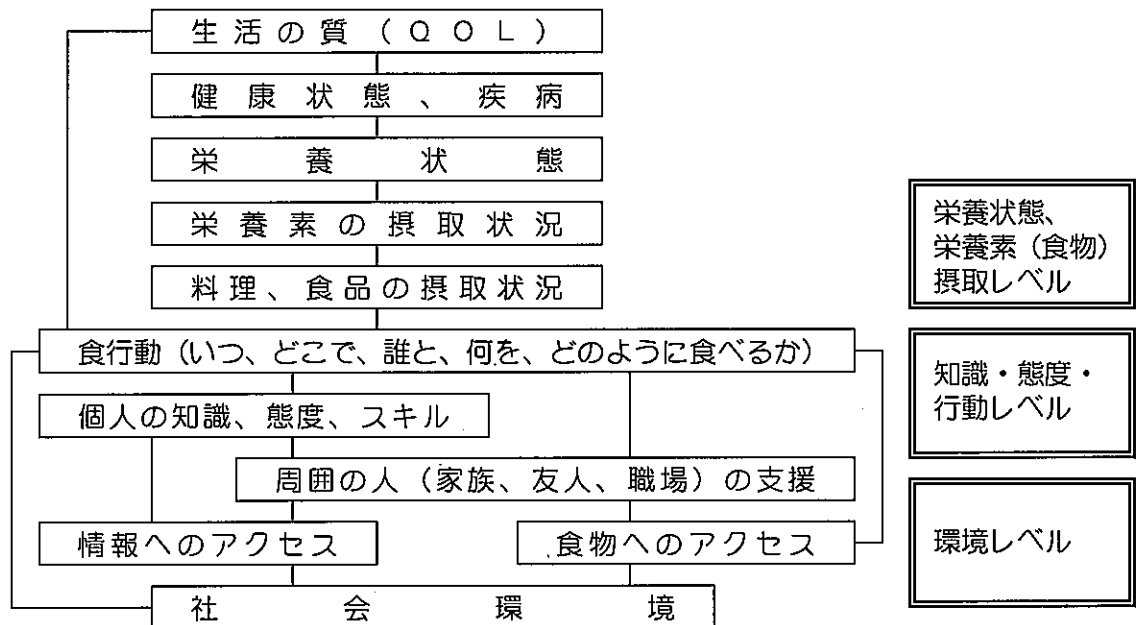 生活の質(QOL)
健康状態、疾病
栄養状態
栄養素の摂取状況
料理、食品の摂取状況
食行動(いつ、どこで、誰と、何を、どのように食べるか)
個人の知識、態度、スキル
周囲の人(家族、友人、職場)の支援
情報へのアクセス
食物へのアクセス
社会環境
栄養状態、
栄養素(食物)
摂取レベル
知識・態度・
行動レベル
環境レベル